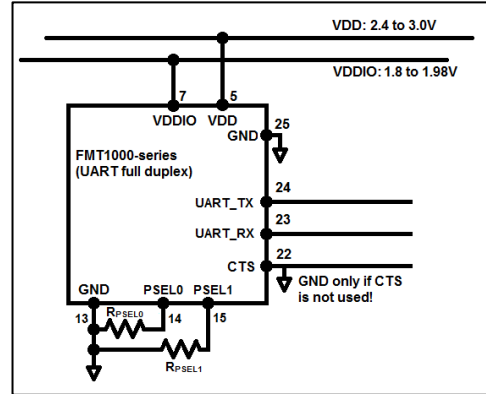 VDD: 2.4 to 3.0V
VDDIO: 1.8 to 1.98V
7
5
VDDIO
VDD
25
GND
FMT1000-series
(UART full duplex)
24
UART_TX
23
UART_RX
22
CTS
GND only if CTS
is not used!
GND
PSEL0
PSEL1
13
RPSEL0
14
15
RPSEL1